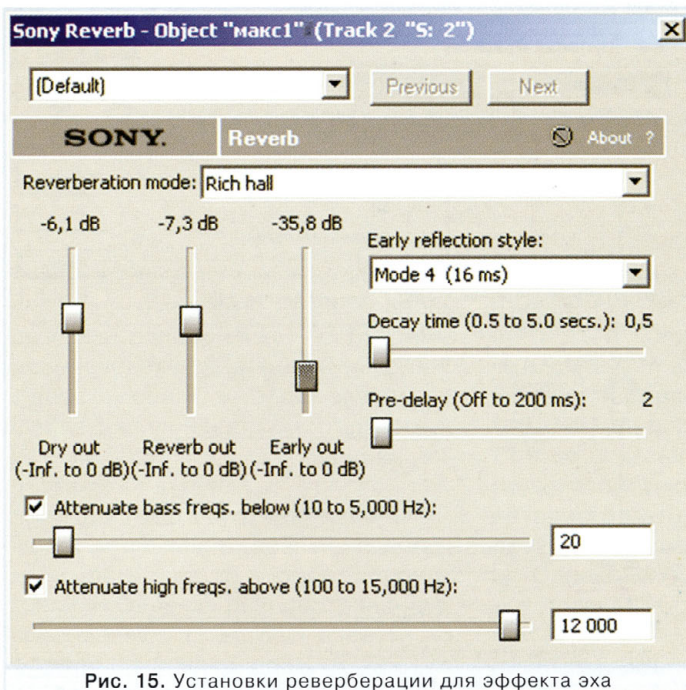 Sony Reverb - Object "макс1" (Track 2 "S: 2")
(Default)
Previous
Next
SONY.
Reverb
About ?
Reverberation mode: Rich hall
-6,1 dB -7,3 dB -35,8 dB
Early reflection style:
Mode 4 (16 ms)
Decay time (0.5 to 5.0 secs.): 0,5
Pre-delay (Off to 200 ms): 2
Dry out Reverb out Early out
(-Inf. to 0 dB) (-Inf. to 0 dB) (-Inf. to 0 dB)
Attenuate bass freqs. below (10 to 5,000 Hz):
20
Attenuate high freqs. above (100 to 15,000 Hz):
12 000
Рис. 15. Установки реверберации для эффекта эха